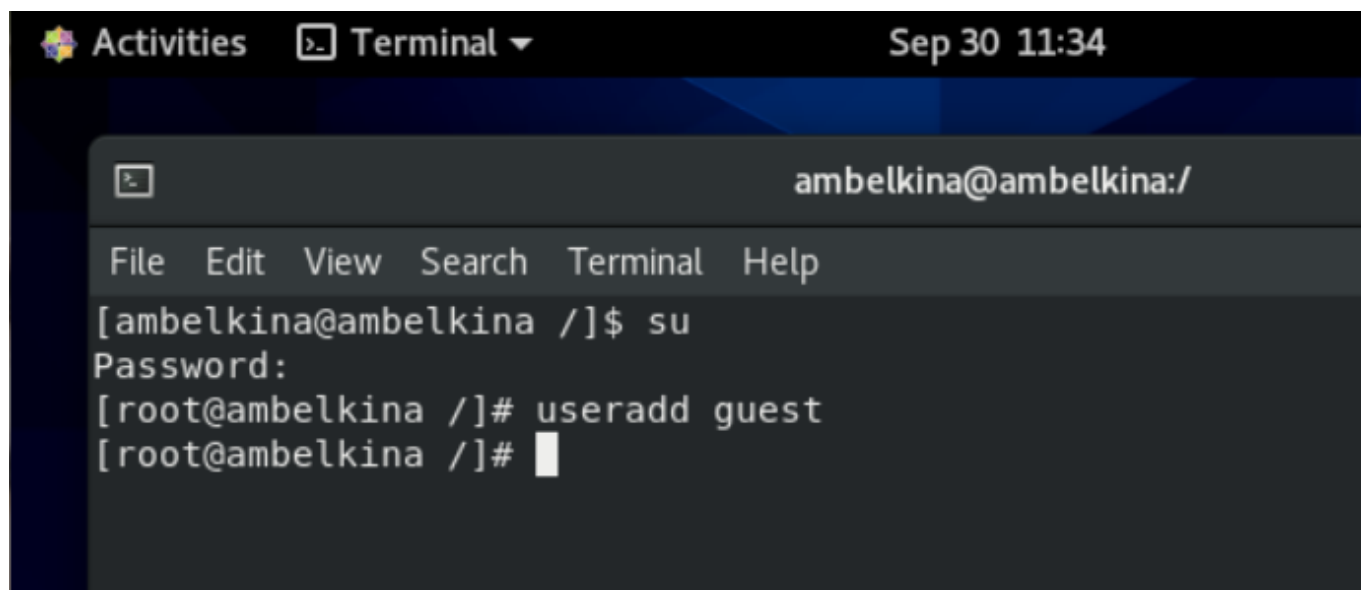 Activities Terminal Sep 30 11:34
ambelkina@ambelkina:/
File Edit View Search Terminal Help
[ambelkina@ambelkina /]$ su
Password:
[root@ambelkina /]# useradd guest
[root@ambelkina /]#